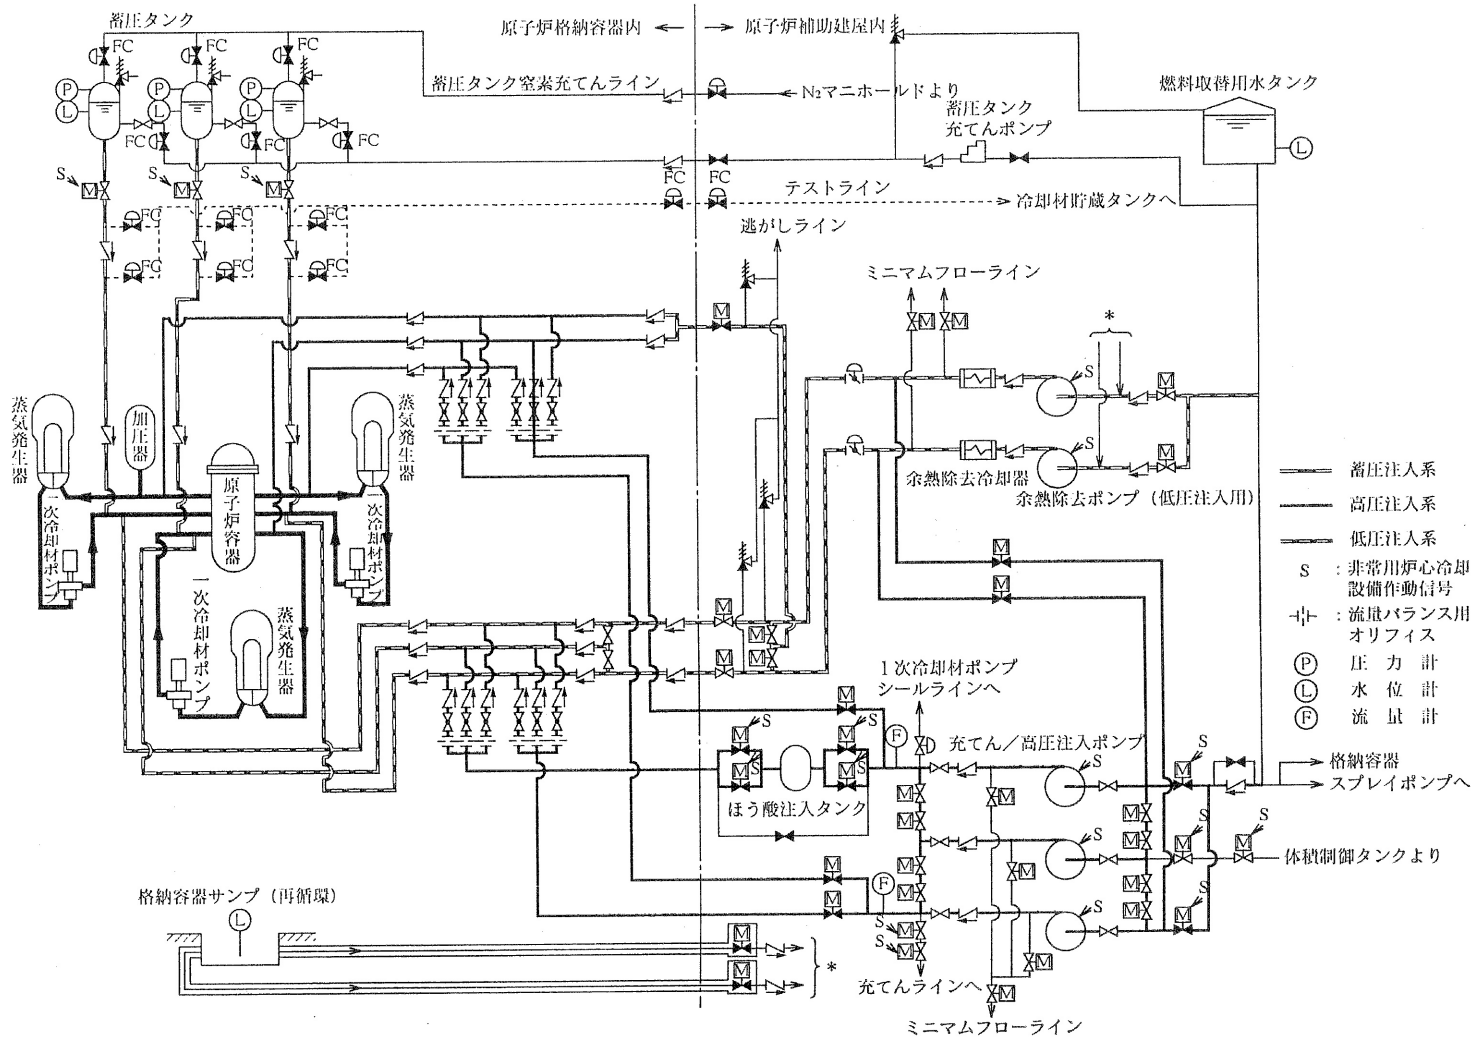 蓄圧タンク
原子炉格納容器内
原子炉補助建屋内
FC
FC
FC
P
P
P
L
L
L
蓄圧タンク窒素充てんライン
N₂マニホールドより
燃料取替用水タンク
蓄圧タンク
充てんポンプ
L
FC
FC
FC
S
S
S
M
M
M
FC
FC
テストライン
冷却材貯蔵タンクへ
FC
FC
FC
逃がしライン
FC
FC
FC
ミニマムフローライン
M
M
M
*
S
M
蒸気発生器
加圧器
蒸気発生器
原子炉容器
S
M
余熱除去冷却器
余熱除去ポンプ(低圧注入用)
一次冷却材ポンプ
一次冷却材ポンプ
一次冷却材ポンプ
蒸気発生器
M
M
蓄圧注入系
高圧注入系
低圧注入系
S:非常用炉心冷却
設備作動信号
:流量バランス用
オリフィス
P 圧力計
L 水位計
F 流量計
M
M
M
M
1次冷却材ポンプ
シールラインへ
M
M
S
M
S
F
充てん/高圧注入ポンプ
S
M
S
M
S
M
S
ほう酸注入タンク
格納容器
スプレイポンプへ
M
M
M
M
M
S
M
S
M
S
体積制御タンクより
M
M
M
M
M
M
M
F
S
M
S
S
M
S
M
M
M
充てんラインへ
M
ミニマムフローライン
格納容器サンプ(再循環)
L
M
M
*